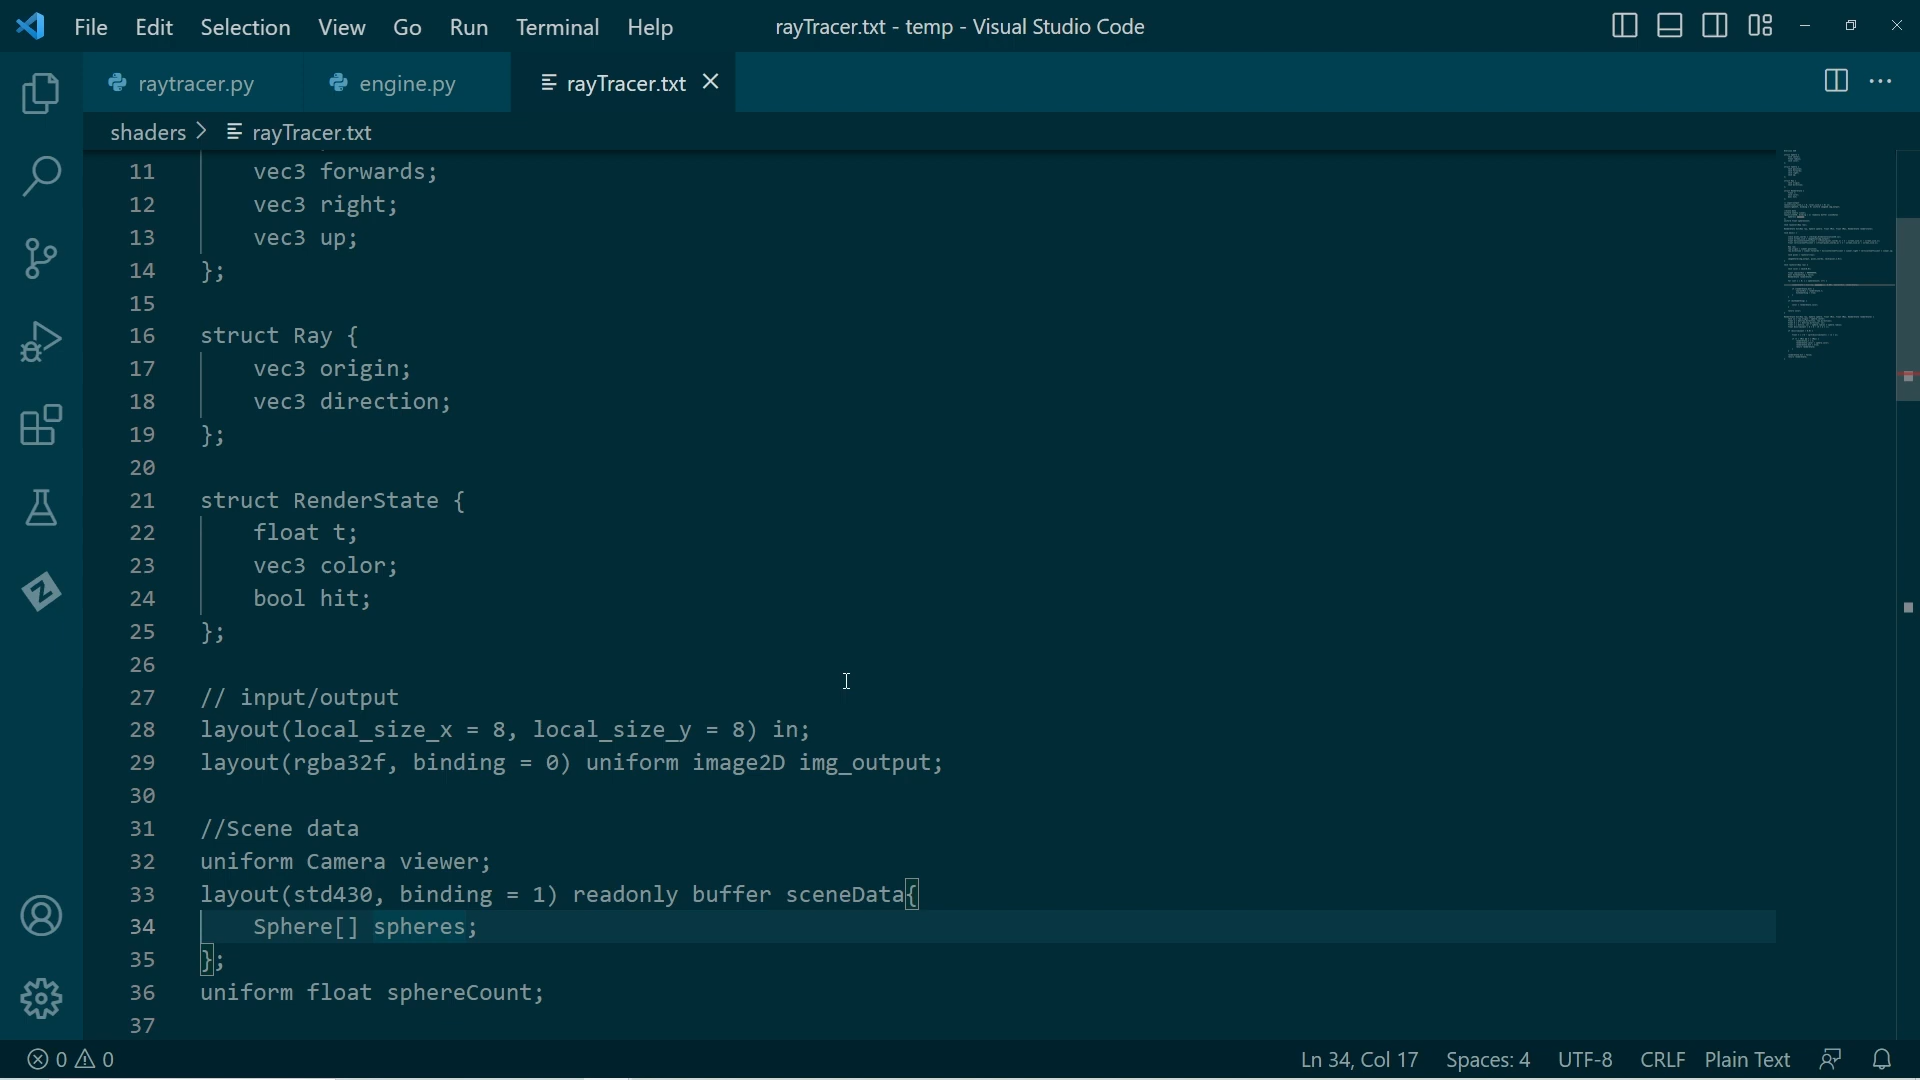 File Edit Selection View Go Run Terminal Help rayTracer.txt - temp - Visual Studio Code
raytracer.py engine.py rayTracer.txt
shaders > rayTracer.txt
11 vec3 forwards;
12 vec3 right;
13 vec3 up;
14 };
15
16 struct Ray {
17 vec3 origin;
18 vec3 direction;
19 };
20
21 struct RenderState {
22 float t;
23 vec3 color;
24 bool hit;
25 };
26
27 // input/output
28 layout(local_size_x = 8, local_size_y = 8) in;
29 layout(rgba32f, binding = 0) uniform image2D img_output;
30
31 //Scene data
32 uniform Camera viewer;
33 layout(std430, binding = 1) readonly buffer sceneData{
34 Sphere[] spheres;
35 };
36 uniform float sphereCount;
37
0 0 Ln 34, Col 17 Spaces: 4 UTF-8 CRLF Plain Text